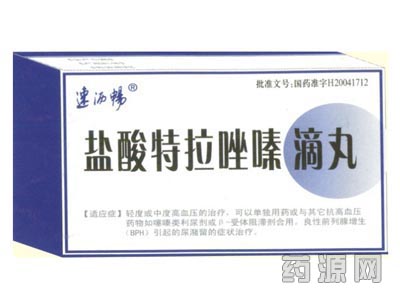 速洒畅®
批准文号:国药准字H20041712
盐酸特拉唑嗪滴丸
【适应症】轻度或中度高血压的治疗。可以单独用药或与其它抗高血压
药物如噻嗪类利尿剂或β-受体阻滞剂合用。良性前列腺增生
(BPH)引起的尿潴留的症状治疗。
药源网